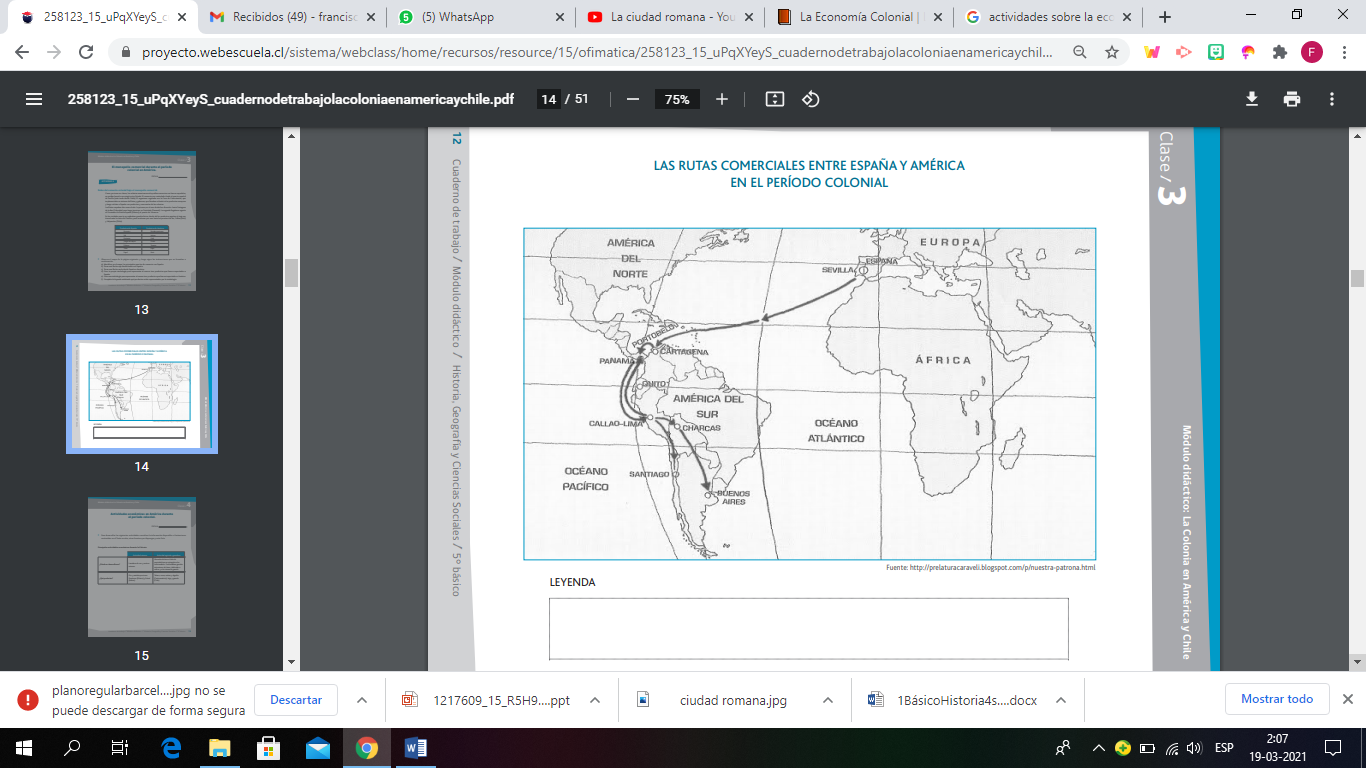 258123_15_uPqXYeyS_c
Recibidos (49) - francisc
(5) WhatsApp
La ciudad romana - You
La Economía Colonial |
actividades sobre la ec
proyecto.webescuela.cl/sistema/webclass/home/recursos/resource/15/ofimatica/258123_15_uPqXYeyS_cuadernodetrabajolacoloniaenamericaychil...
F
258123_15_uPqXYeyS_cuadernodetrabajolacoloniaenamericaychile.pdf
14 / 51
75%
13
14
15
12 Cuaderno de trabajo / Módulo didáctico / Historia, Geografía y Ciencias Sociales / 5º básico
LAS RUTAS COMERCIALES ENTRE ESPAÑA Y AMÉRICA
EN EL PERÍODO COLONIAL
Clase / 3
AMÉRICA
DEL
NORTE
EUROPA
ESPAÑA
SEVILLA
PORTOBELO
CARTAGENA
PANAMÁ
ÁFRICA
QUITO
AMÉRICA DEL
SUR
CALLAO-LIMA
CHARCAS
OCÉANO
ATLÁNTICO
OCÉANO
PACÍFICO
SANTIAGO
BUENOS
AIRES
Fuente: http://prelaturacaraveli.blogspot.com/p/nuestra-patrona.html
LEYENDA
Módulo didáctico: La Colonia en América y Chile
planoregularbarcel....jpg no se
puede descargar de forma segura
Descartar
1217609_15_R5H9....ppt
ciudad romana.jpg
1BásicoHistoria4s....docx
Mostrar todo
ESP
2:07
19-03-2021